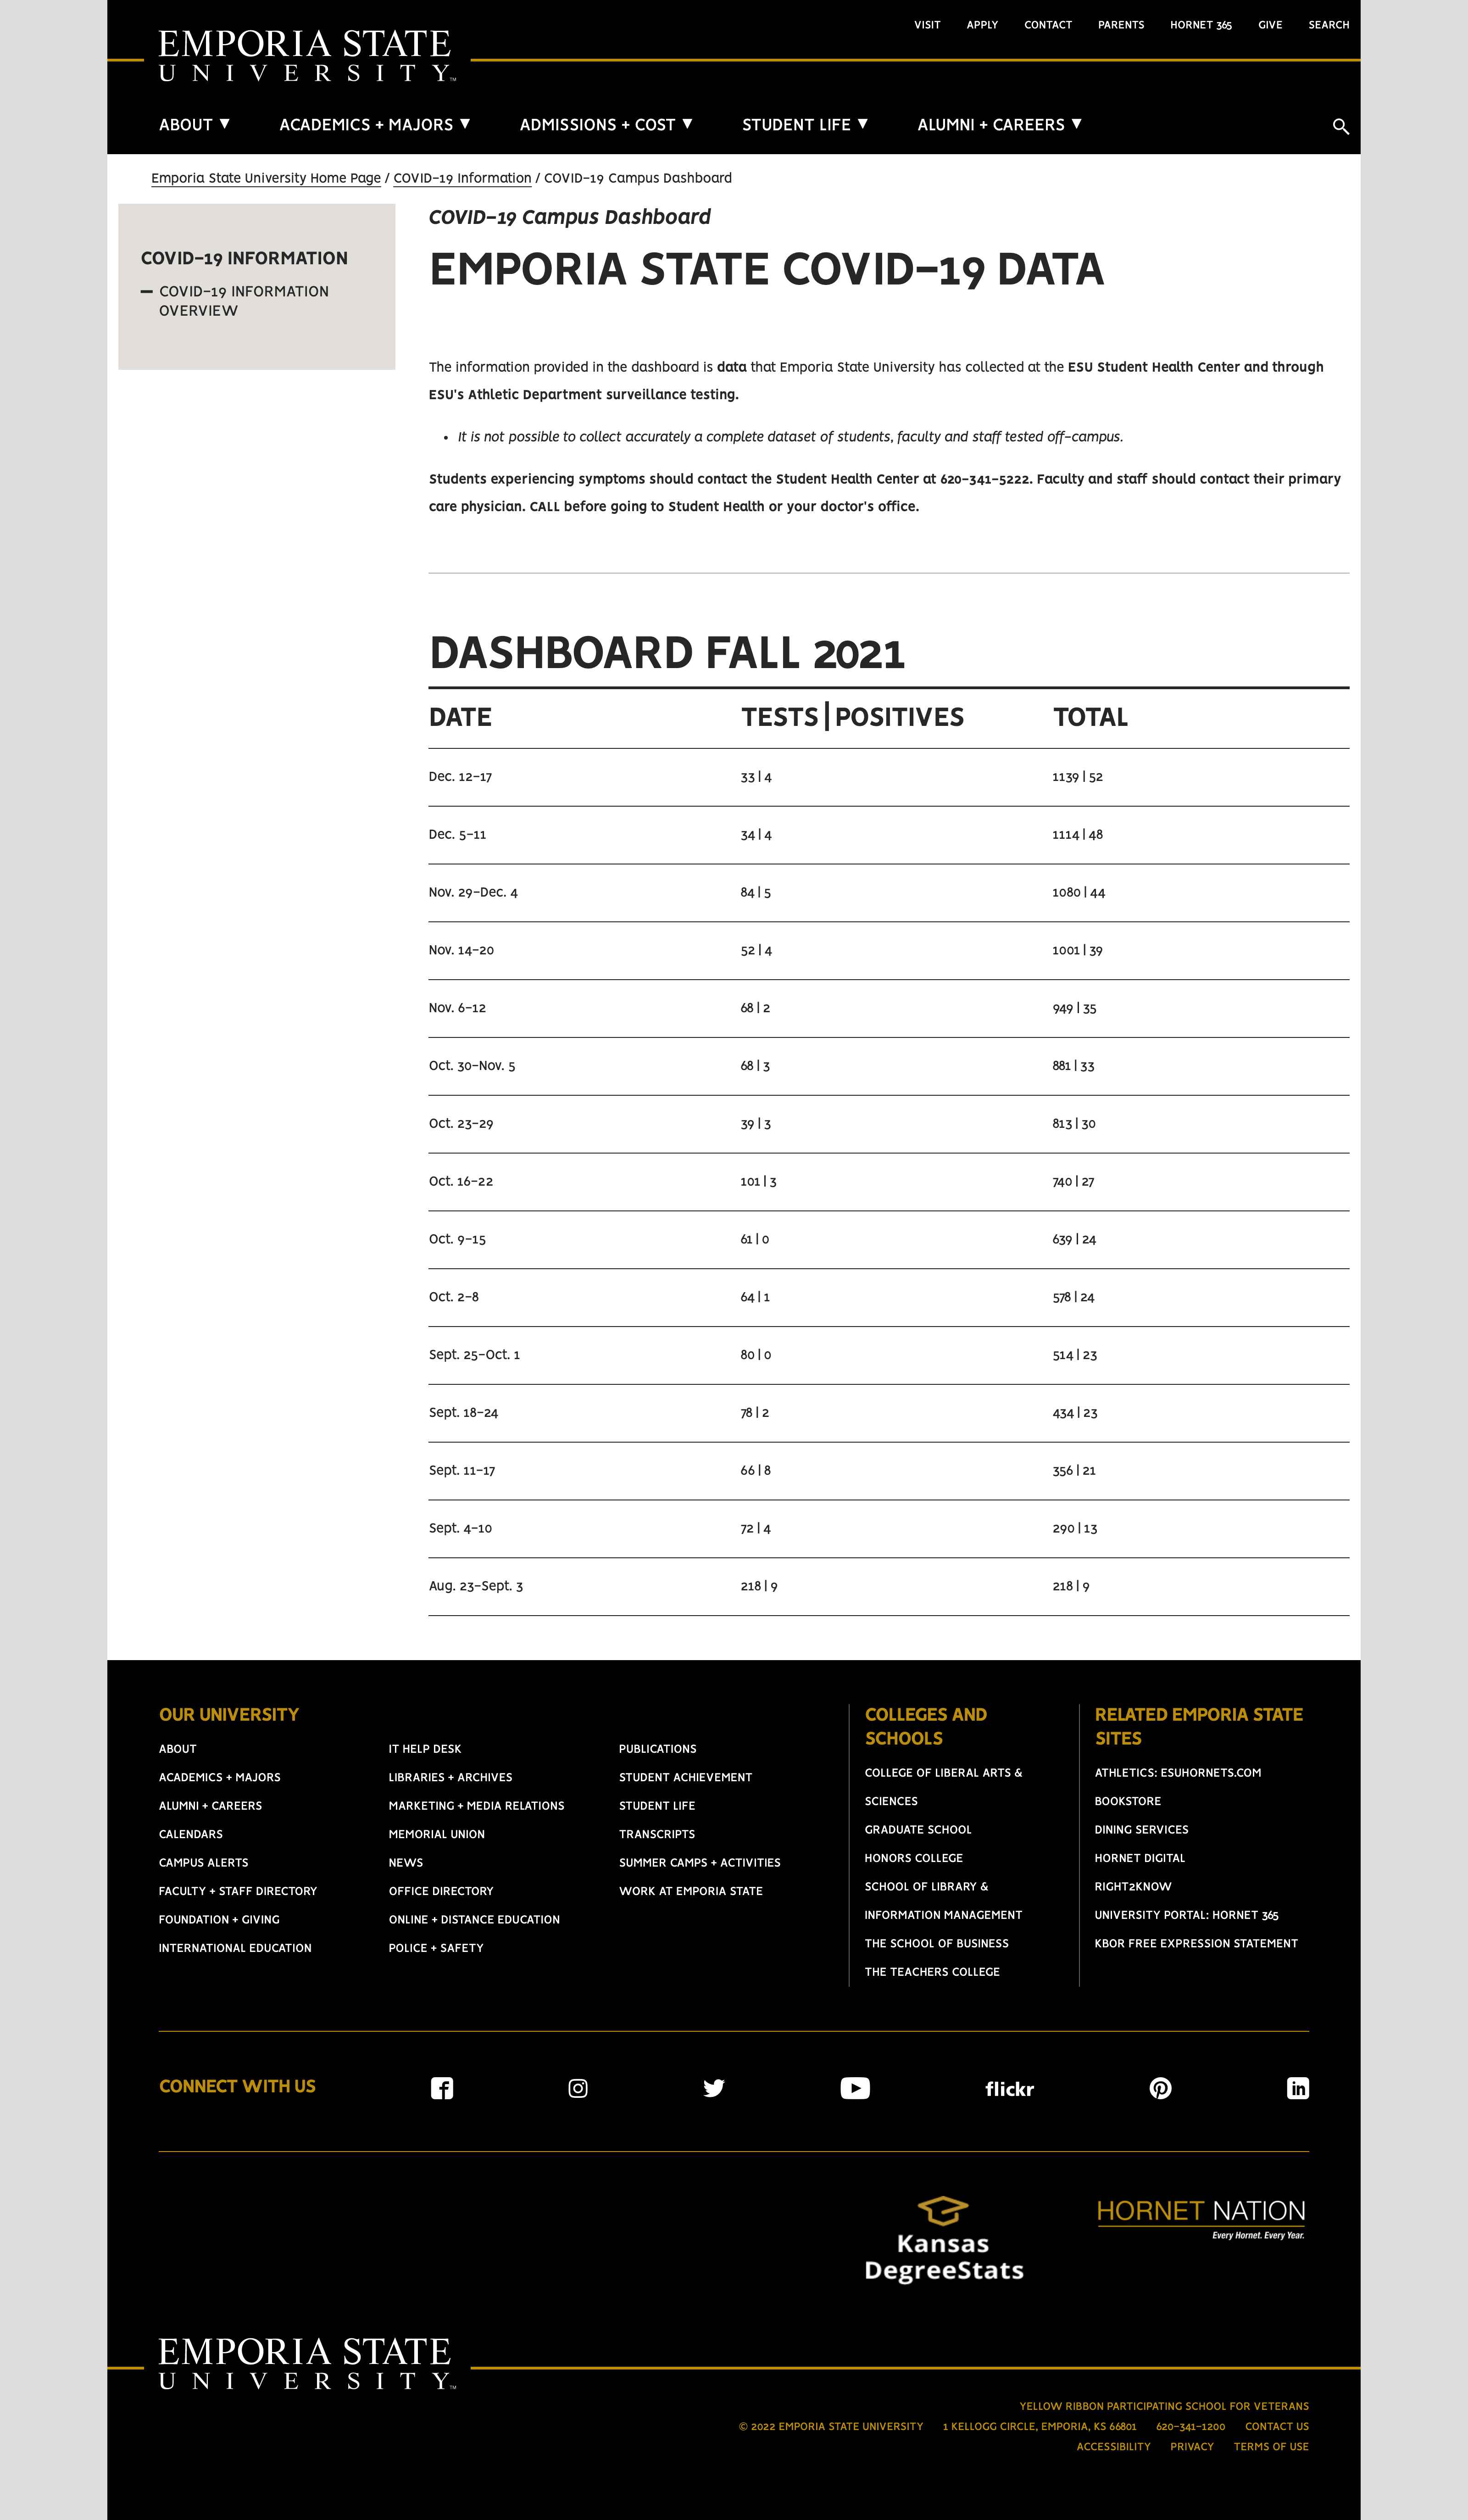 VISIT APPLY CONTACT PARENTS HORNET 365 GIVE SEARCH
EMPORIA STATE
UNIVERSITY™
ABOUT ▼ ACADEMICS + MAJORS ▼ ADMISSIONS + COST ▼ STUDENT LIFE ▼ ALUMNI + CAREERS ▼
Emporia State University Home Page / COVID-19 Information / COVID-19 Campus Dashboard
COVID-19 INFORMATION
COVID-19 INFORMATION
OVERVIEW
COVID-19 Campus Dashboard
EMPORIA STATE COVID-19 DATA
The information provided in the dashboard is data that Emporia State University has collected at the ESU Student Health Center and through
ESU's Athletic Department surveillance testing.
• It is not possible to collect accurately a complete dataset of students, faculty and staff tested off-campus.
Students experiencing symptoms should contact the Student Health Center at 620-341-5222. Faculty and staff should contact their primary
care physician. CALL before going to Student Health or your doctor's office.
DASHBOARD FALL 2021
DATE TESTS | POSITIVES TOTAL
Dec. 12-17 33 | 4 1139 | 52
Dec. 5-11 34 | 4 1114 | 48
Nov. 29-Dec. 4 84 | 5 1080 | 44
Nov. 14-20 52 | 4 1001 | 39
Nov. 6-12 68 | 2 949 | 35
Oct. 30-Nov. 5 68 | 3 881 | 33
Oct. 23-29 39 | 3 813 | 30
Oct. 16-22 101 | 3 740 | 27
Oct. 9-15 61 | 0 639 | 24
Oct. 2-8 64 | 1 578 | 24
Sept. 25-Oct. 1 80 | 0 514 | 23
Sept. 18-24 78 | 2 434 | 23
Sept. 11-17 66 | 8 356 | 21
Sept. 4-10 72 | 4 290 | 13
Aug. 23-Sept. 3 218 | 9 218 | 9
OUR UNIVERSITY
ABOUT
ACADEMICS + MAJORS
ALUMNI + CAREERS
CALENDARS
CAMPUS ALERTS
FACULTY + STAFF DIRECTORY
FOUNDATION + GIVING
INTERNATIONAL EDUCATION
IT HELP DESK
LIBRARIES + ARCHIVES
MARKETING + MEDIA RELATIONS
MEMORIAL UNION
NEWS
OFFICE DIRECTORY
ONLINE + DISTANCE EDUCATION
POLICE + SAFETY
PUBLICATIONS
STUDENT ACHIEVEMENT
STUDENT LIFE
TRANSCRIPTS
SUMMER CAMPS + ACTIVITIES
WORK AT EMPORIA STATE
COLLEGES AND
SCHOOLS
COLLEGE OF LIBERAL ARTS &
SCIENCES
GRADUATE SCHOOL
HONORS COLLEGE
SCHOOL OF LIBRARY &
INFORMATION MANAGEMENT
THE SCHOOL OF BUSINESS
THE TEACHERS COLLEGE
RELATED EMPORIA STATE
SITES
ATHLETICS: ESUHORNETS.COM
BOOKSTORE
DINING SERVICES
HORNET DIGITAL
RIGHT2KNOW
UNIVERSITY PORTAL: HORNET 365
KBOR FREE EXPRESSION STATEMENT
CONNECT WITH US
flickr
Kansas
DegreeStats
HORNET NATION
Every Hornet. Every Year.
EMPORIA STATE
UNIVERSITY™
YELLOW RIBBON PARTICIPATING SCHOOL FOR VETERANS
© 2022 EMPORIA STATE UNIVERSITY 1 KELLOGG CIRCLE, EMPORIA, KS 66801 620-341-1200 CONTACT US
ACCESSIBILITY PRIVACY TERMS OF USE